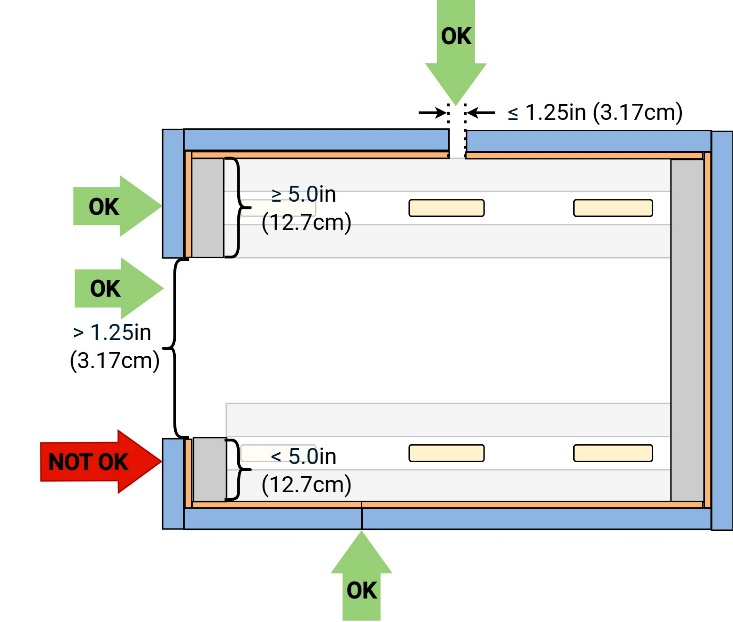 OK
≤ 1.25in (3.17cm)
OK
≥ 5.0in
(12.7cm)
OK
> 1.25in
(3.17cm)
NOT OK
< 5.0in
(12.7cm)
OK